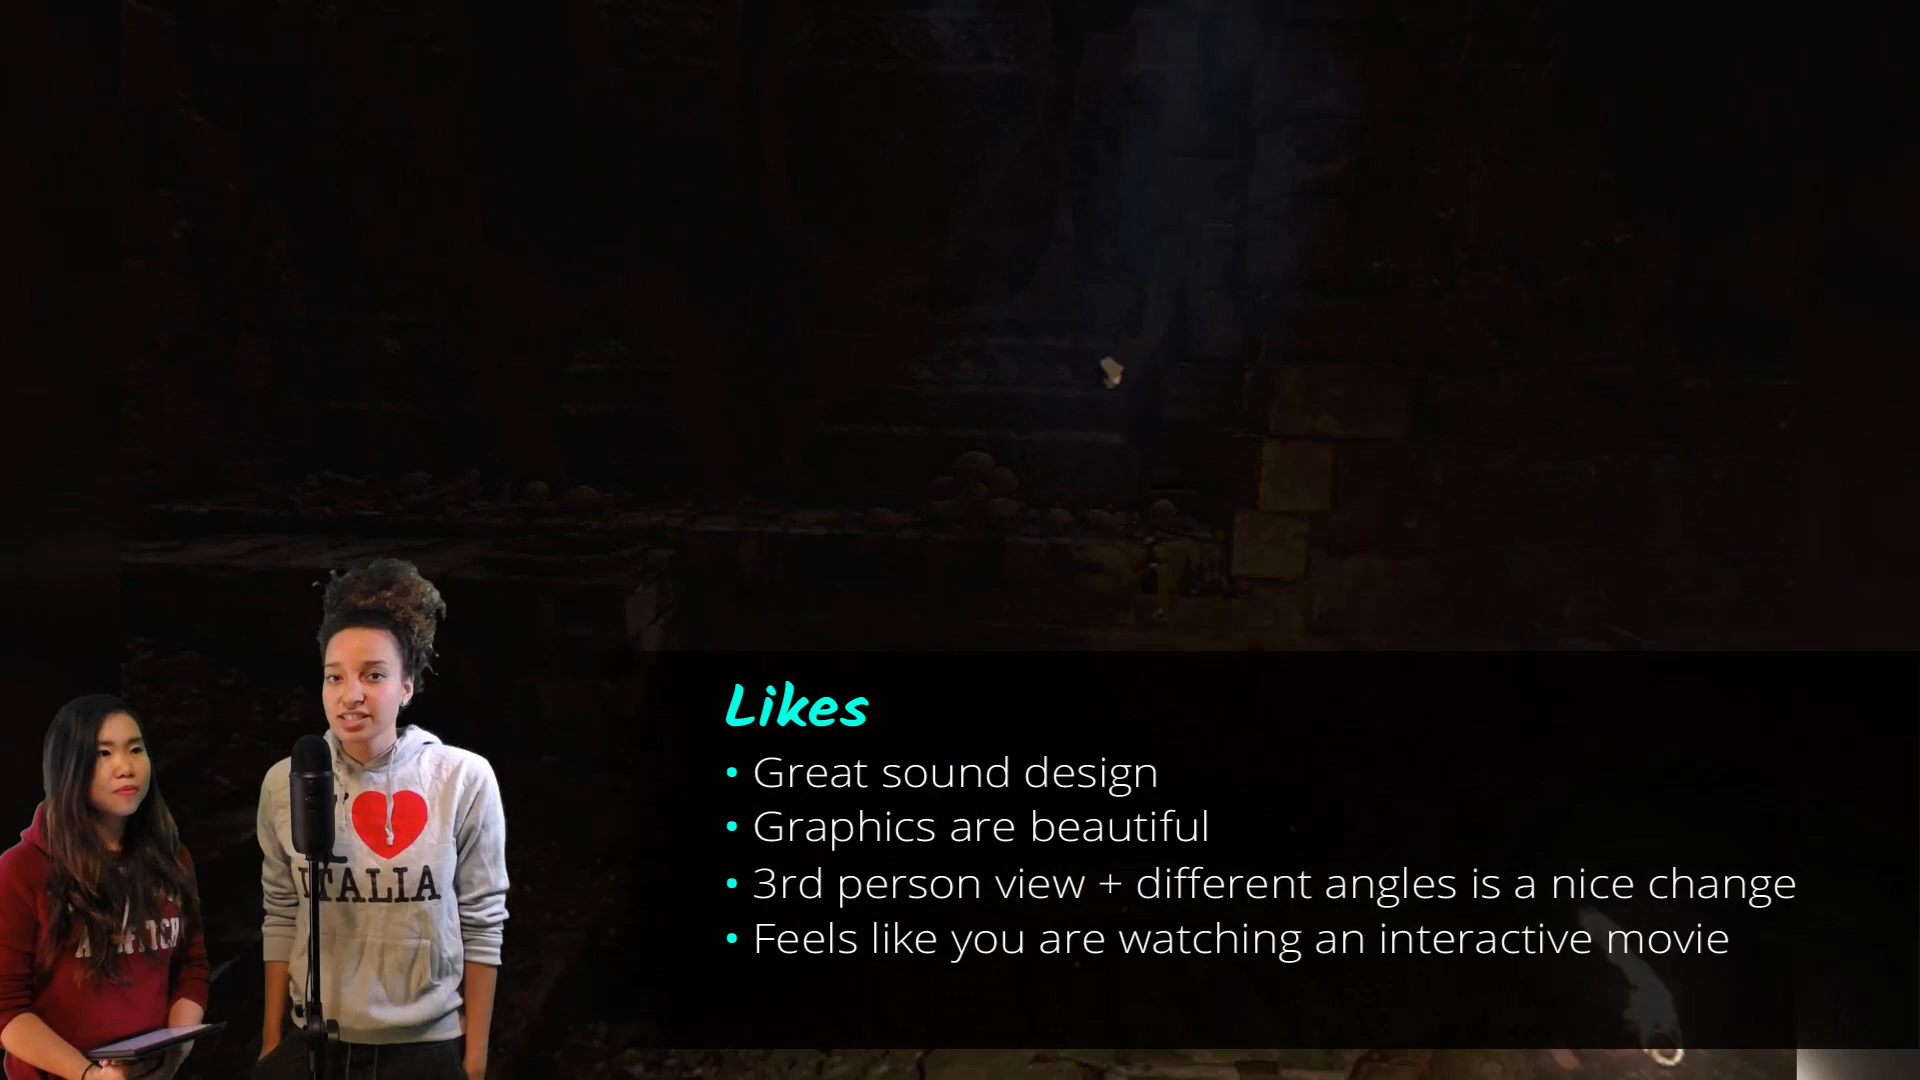 Likes
• Great sound design
• Graphics are beautiful
• 3rd person view + different angles is a nice change
• Feels like you are watching an interactive movie
ITALIA